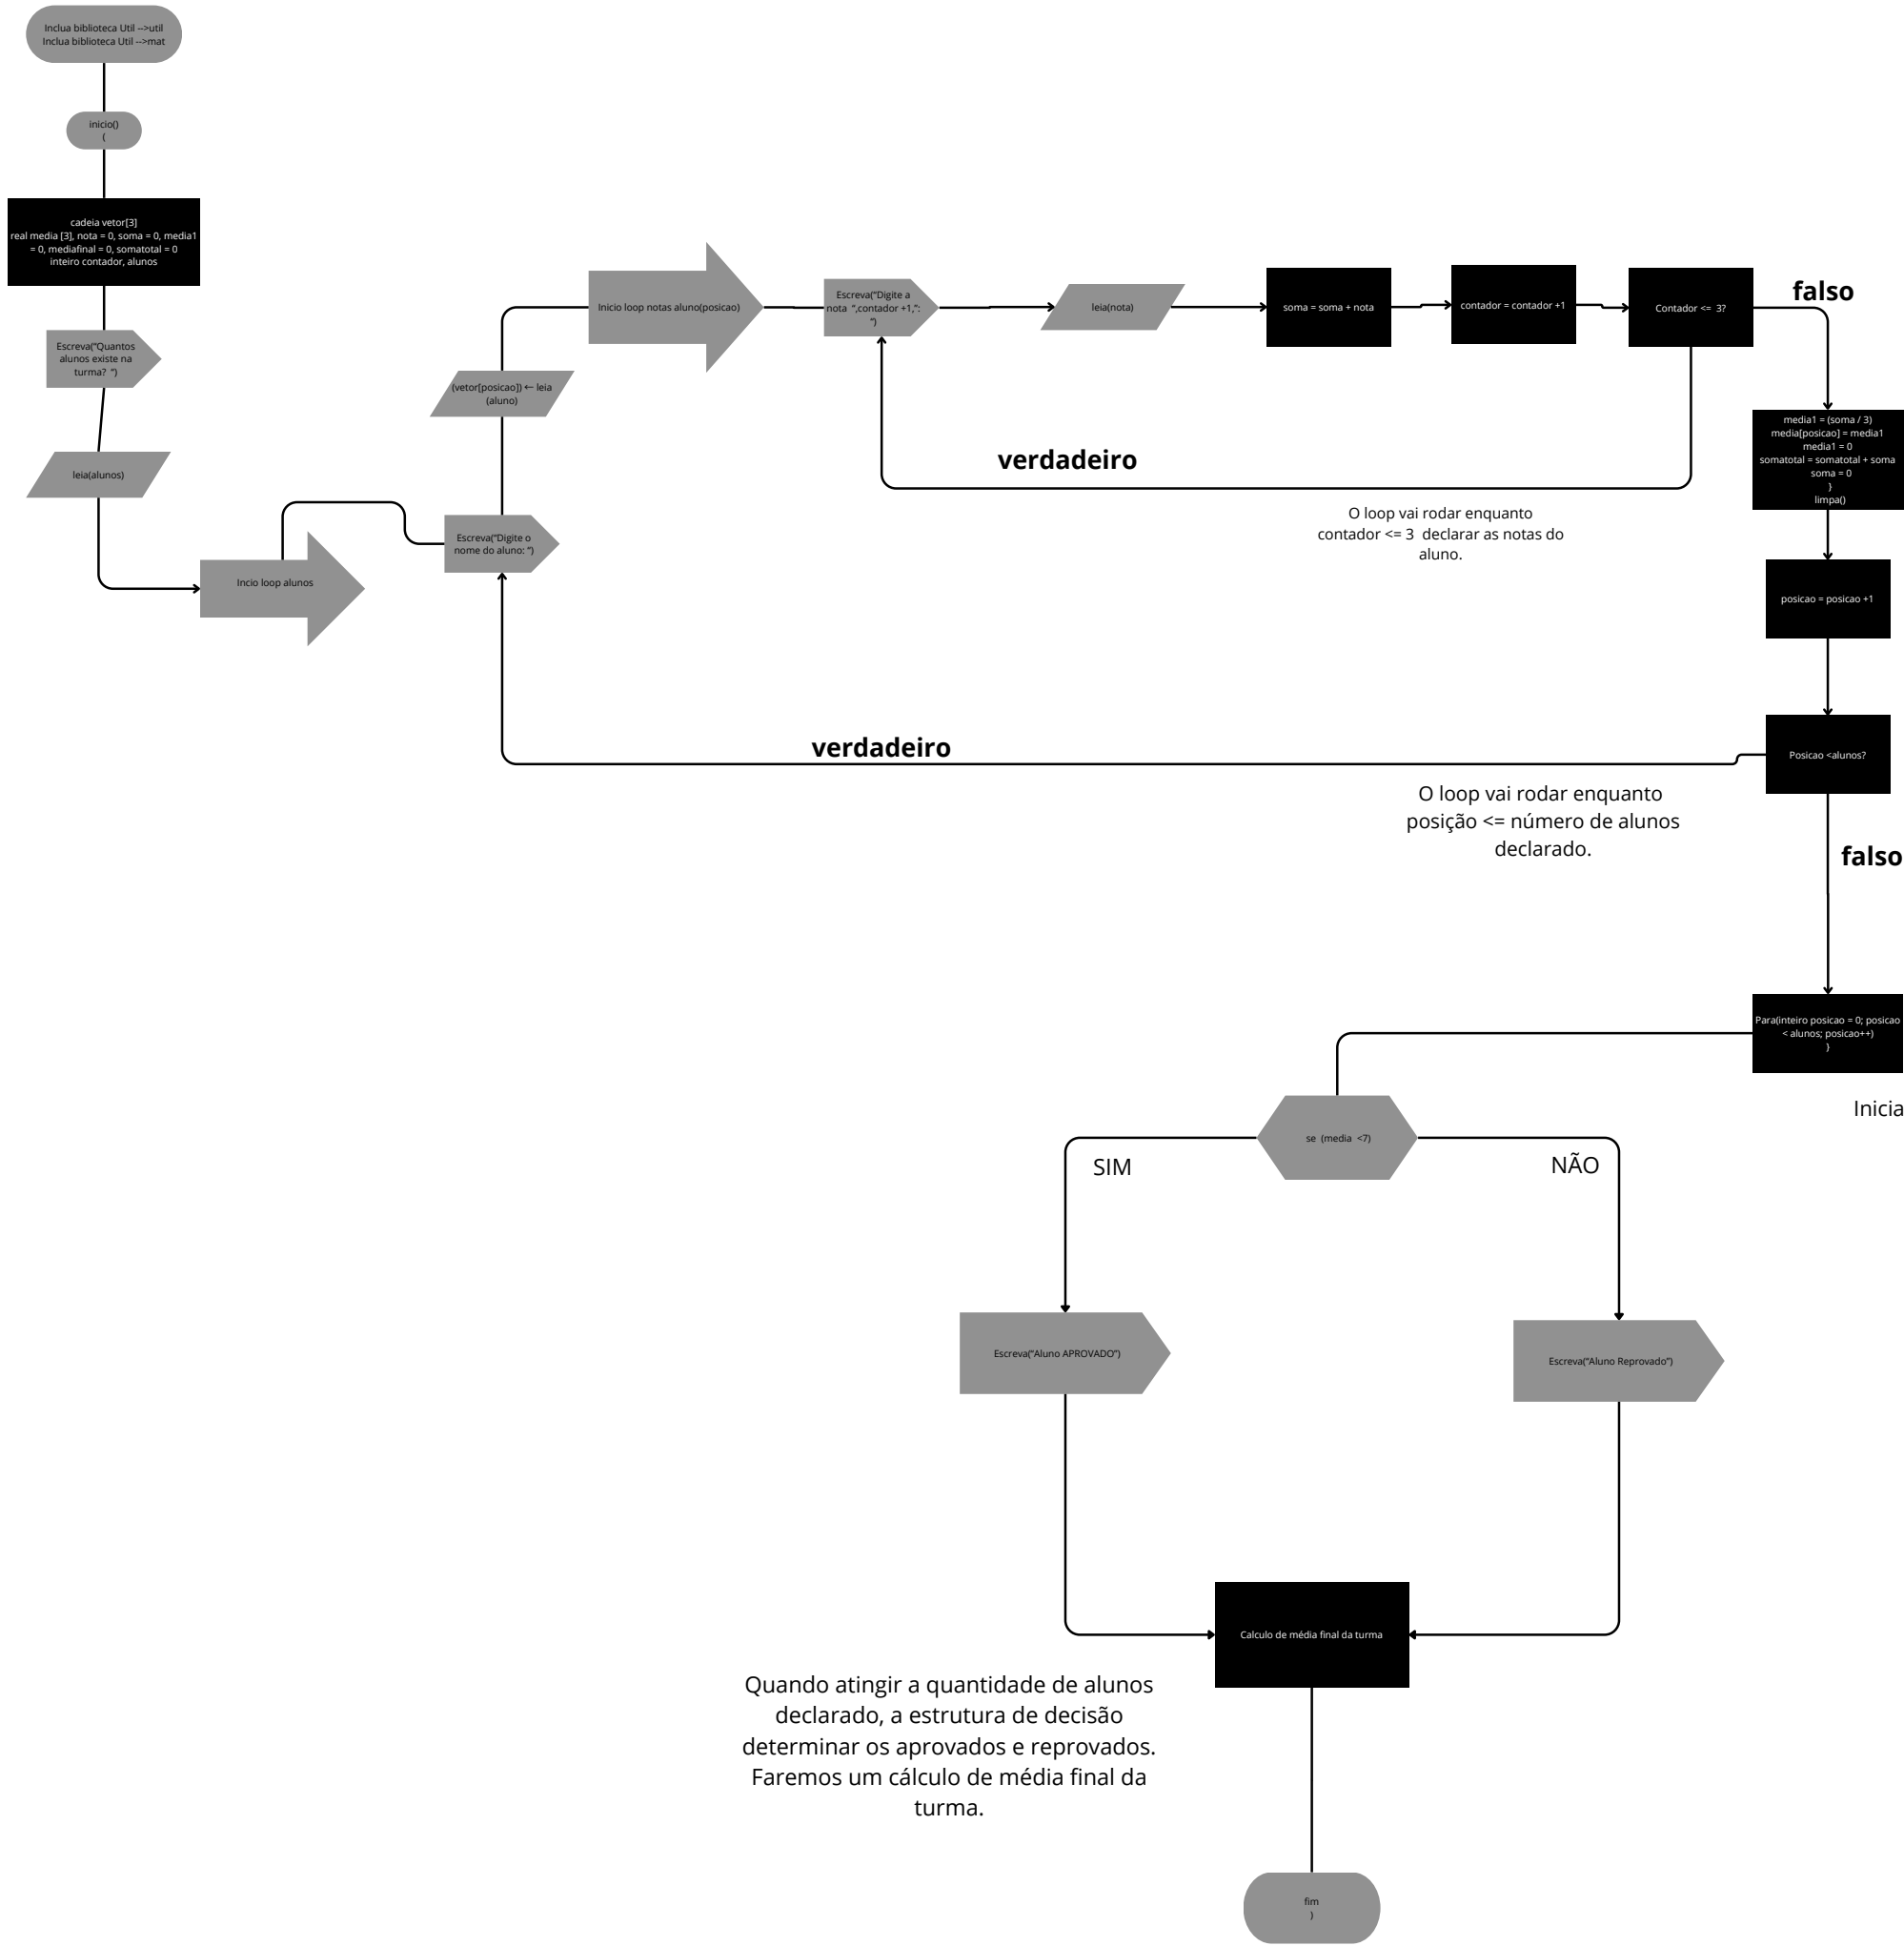 Inclua biblioteca Util -->util
Inclua biblioteca Util -->mat
inicio()
(
cadeia vetor[3]
real media [3], nota = 0, soma = 0, media1
= 0, mediafinal = 0, somatotal = 0
inteiro contador, alunos
Escreva("Quantos
alunos existe na
turma? ")
leia(alunos)
Incio loop alunos
Escreva("Digite o
nome do aluno: ")
(vetor[posicao]) ← leia
(aluno)
Inicio loop notas aluno(posicao)
Escreva("Digite a
nota ",contador +1,":
")
leia(nota)
soma = soma + nota
contador = contador +1
Contador <= 3?
falso
verdadeiro
O loop vai rodar enquanto
contador <= 3 declarar as notas do
aluno.
media1 = (soma / 3)
media[posicao] = media1
media1 = 0
somatotal = somatotal + soma
soma = 0
}
limpa()
posicao = posicao +1
Posicao <alunos?
verdadeiro
O loop vai rodar enquanto
posição <= número de alunos
declarado.
falso
Para(inteiro posicao = 0; posicao
< alunos; posicao++)
}
Inicia
se (media <7)
SIM
NÃO
Escreva("Aluno APROVADO")
Escreva("Aluno Reprovado")
Calculo de média final da turma
Quando atingir a quantidade de alunos
declarado, a estrutura de decisão
determinar os aprovados e reprovados.
Faremos um cálculo de média final da
turma.
fim
)